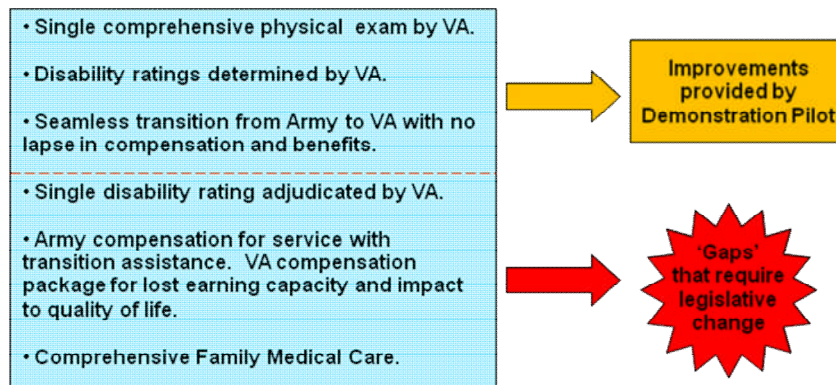 • Single comprehensive physical exam by VA.
• Disability ratings determined by VA.
• Seamless transition from Army to VA with no
lapse in compensation and benefits.
• Single disability rating adjudicated by VA.
• Army compensation for service with
transition assistance. VA compensation
package for lost earning capacity and impact
to quality of life.
• Comprehensive Family Medical Care.
Improvements
provided by
Demonstration Pilot
'Gaps'
that require
legislative
change